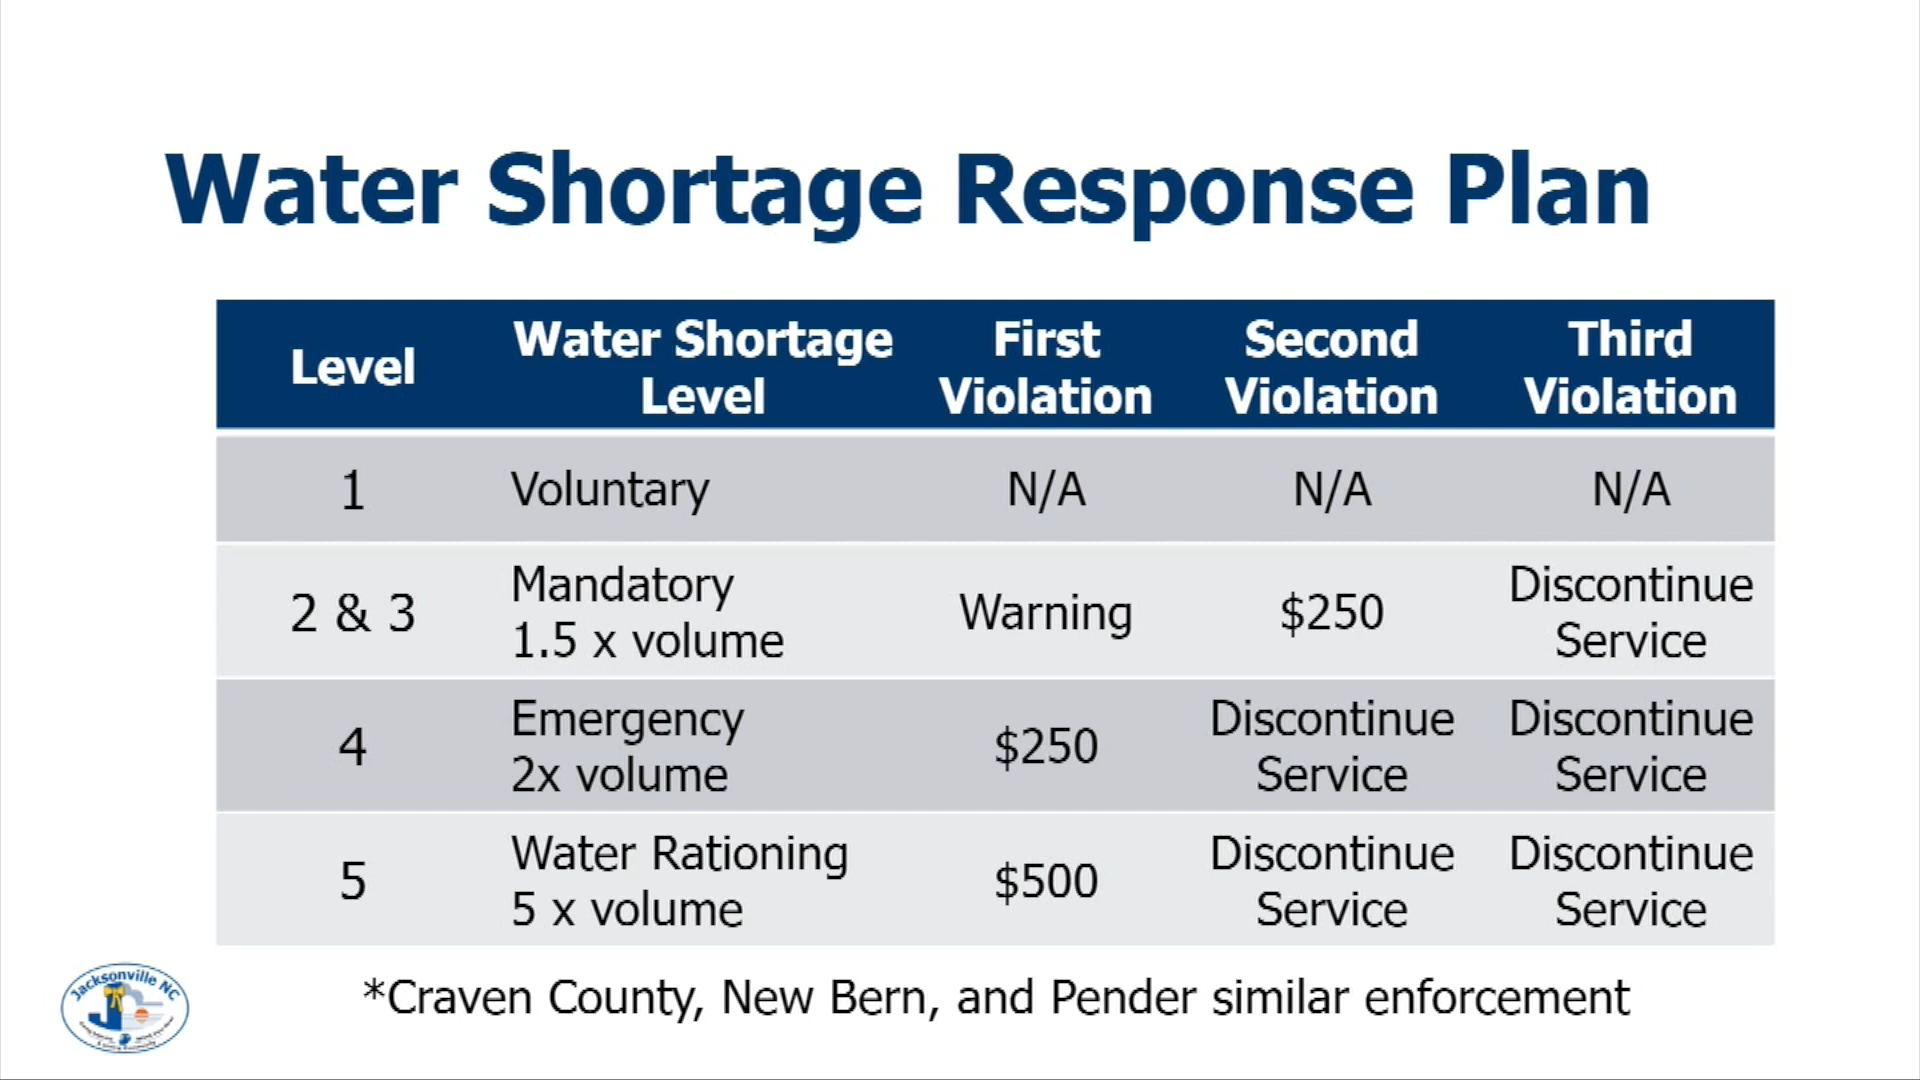 Water Shortage Response Plan
Level
Water Shortage
Level
First
Violation
Second
Violation
Third
Violation
1
Voluntary
N/A
N/A
N/A
2 & 3
Mandatory
1.5 x volume
Warning
$250
Discontinue
Service
4
Emergency
2x volume
$250
Discontinue
Service
Discontinue
Service
5
Water Rationing
5 x volume
$500
Discontinue
Service
Discontinue
Service
Jacksonville NC
*Craven County, New Bern, and Pender similar enforcement